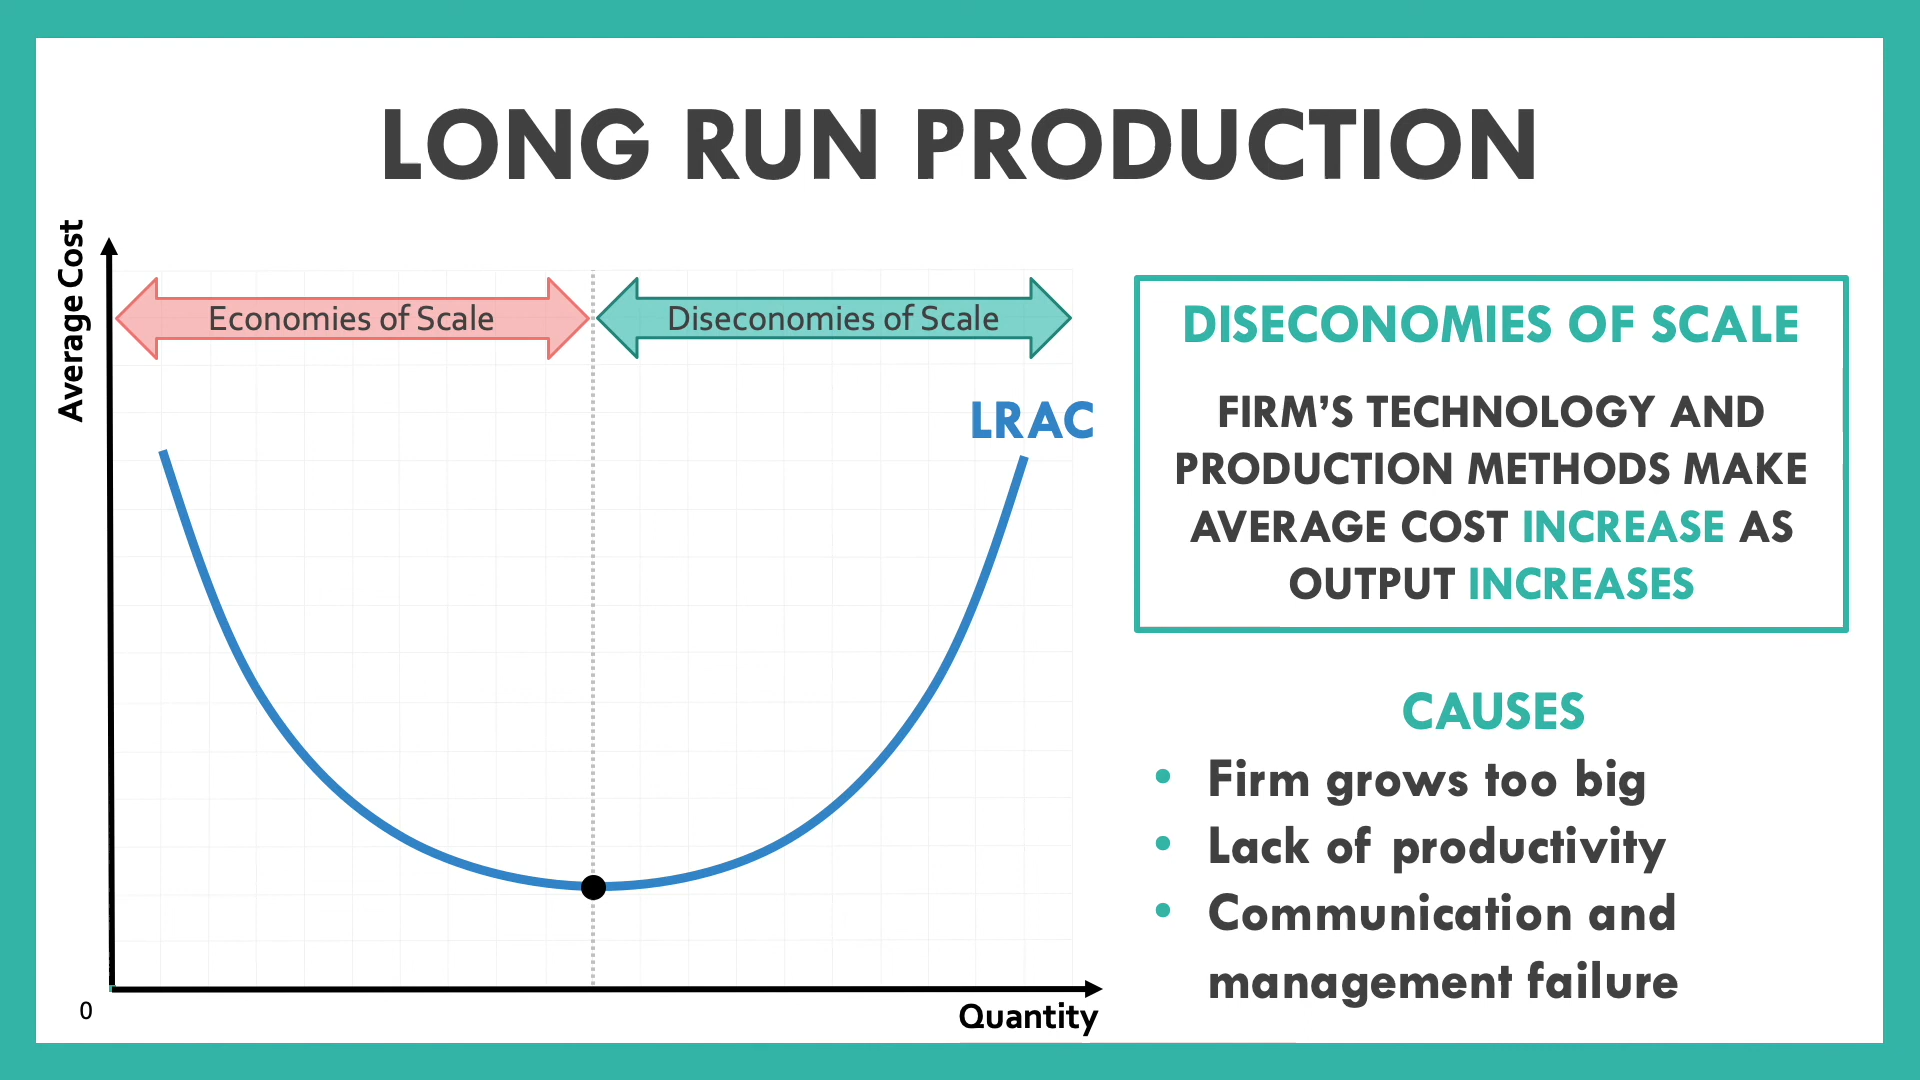 LONG RUN PRODUCTION
Average Cost
Economies of Scale
Diseconomies of Scale
LRAC
0
Quantity
DISECONOMIES OF SCALE
FIRM’S TECHNOLOGY AND
PRODUCTION METHODS MAKE
AVERAGE COST INCREASE AS
OUTPUT INCREASES
CAUSES
• Firm grows too big
• Lack of productivity
• Communication and
management failure